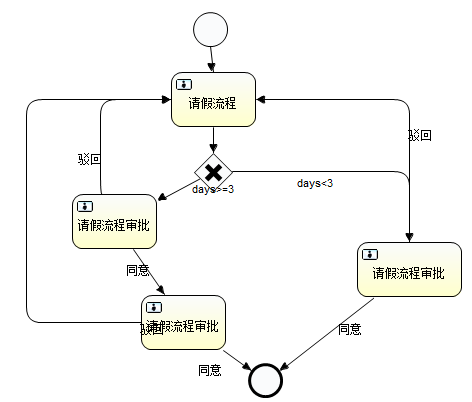 请假流程
驳回
驳回
days>=3
days<3
请假流程审批
同意
请假流程审批
请假流程审批
驳回
同意
同意